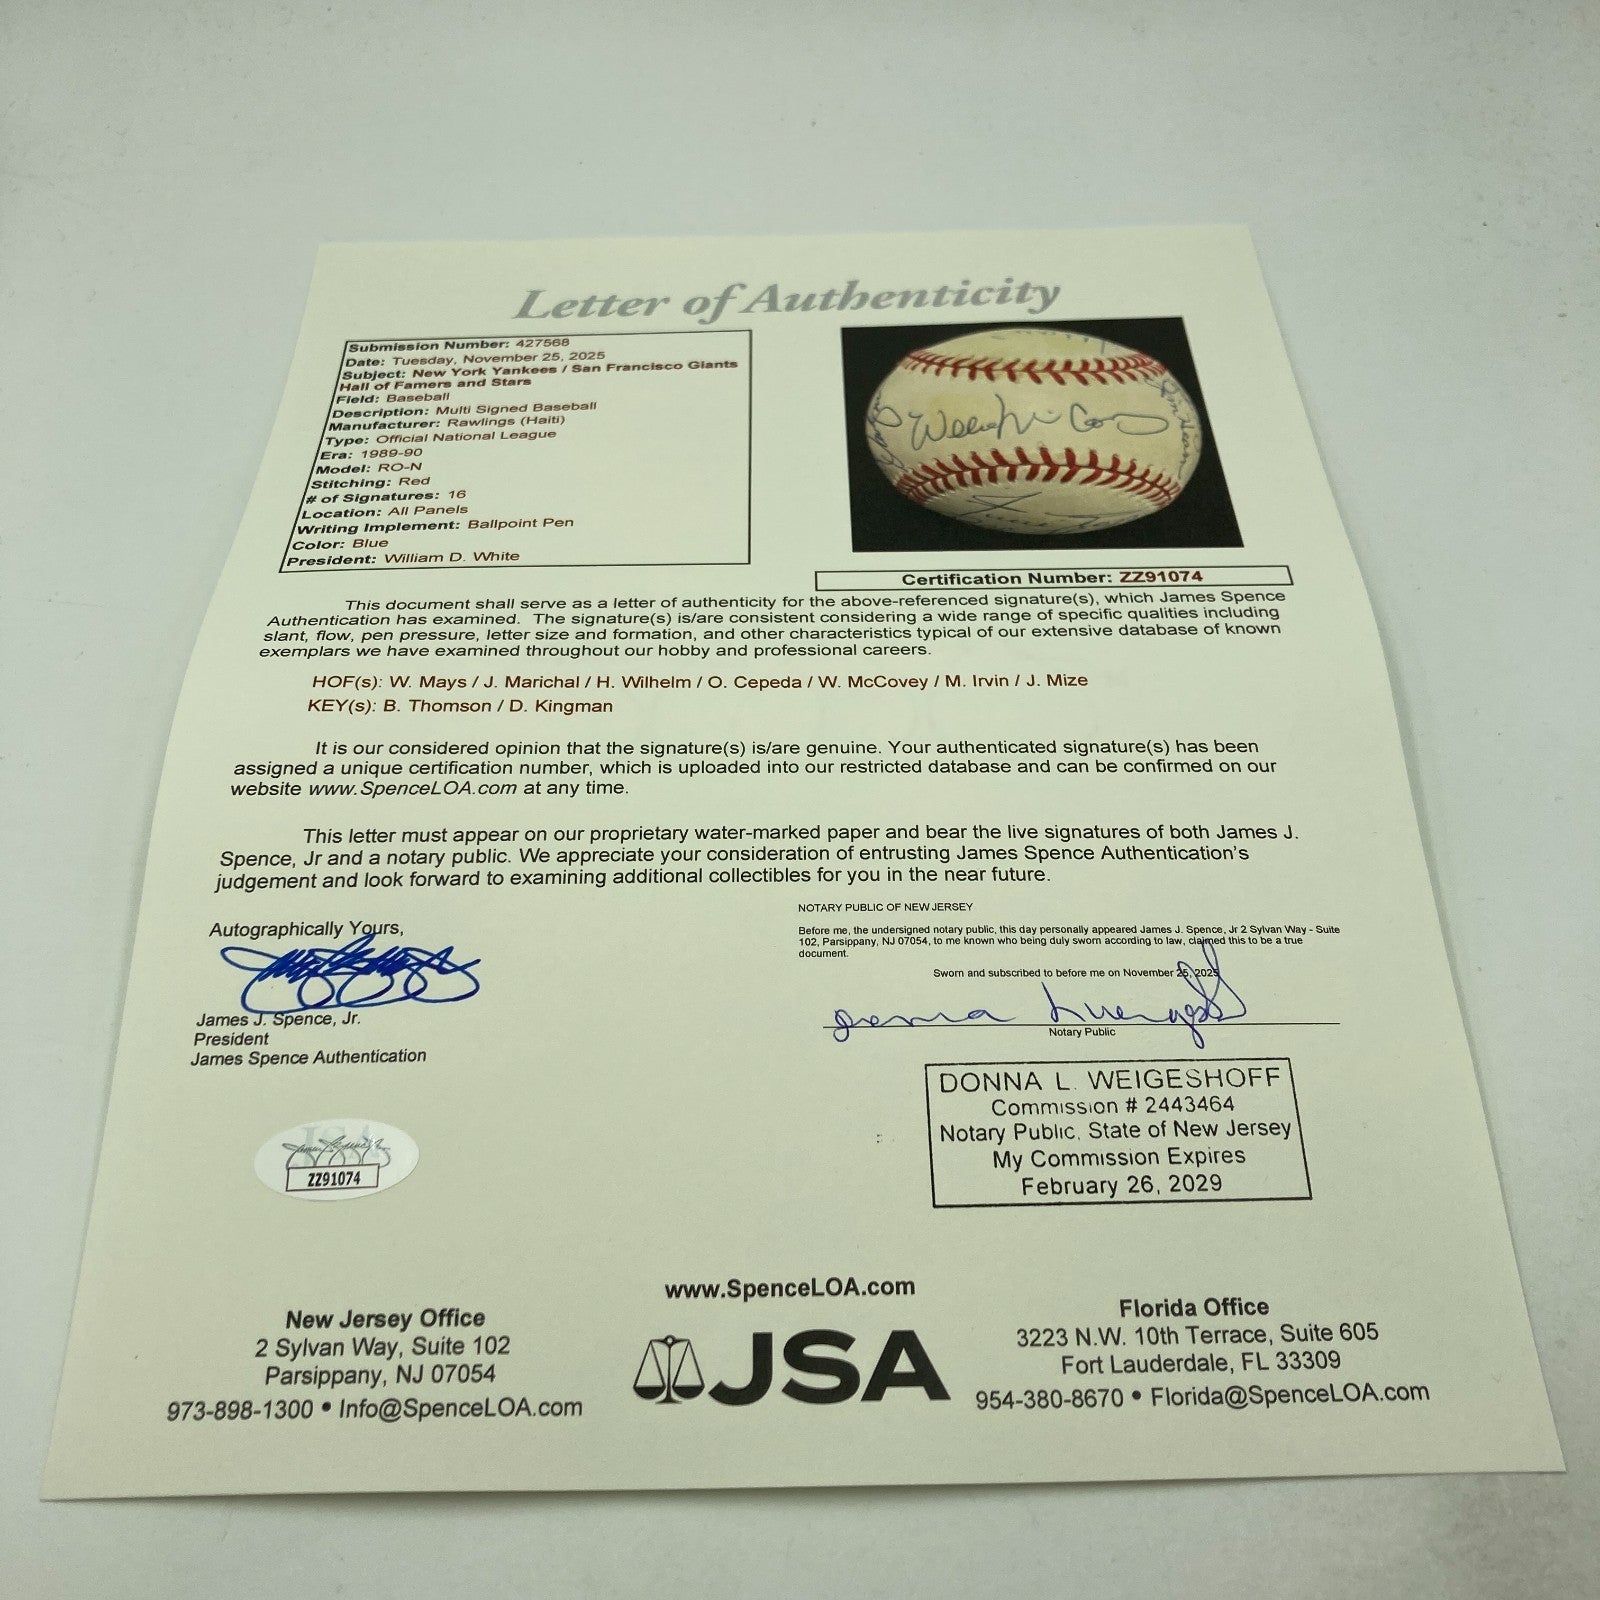 Letter of Authenticity
Submission Number: 427568
Date: Tuesday, November 25, 2025
Subject: New York Yankees / San Francisco Giants
Hall of Famers and Stars
Field: Baseball
Description: Multi Signed Baseball
Manufacturer: Rawlings (Haiti)
Type: Official National League
Era: 1989-90
Model: RO-N
Stitching: Red
# of Signatures: 16
Location: All Panels
Writing Implement: Ballpoint Pen
Color: Blue
President: William D. White
Willie McCovey
Certification Number: ZZ91074
This document shall serve as a letter of authenticity for the above-referenced signature(s), which James Spence
Authentication has examined. The signature(s) is/are consistent considering a wide range of specific qualities including
slant, flow, pen pressure, letter size and formation, and other characteristics typical of our extensive database of known
exemplars we have examined throughout our hobby and professional careers.
HOF(s): W. Mays / J. Marichal / H. Wilhelm / O. Cepeda / W. McCovey / M. Irvin / J. Mize
KEY(s): B. Thomson / D. Kingman
It is our considered opinion that the signature(s) is/are genuine. Your authenticated signature(s) has been
assigned a unique certification number, which is uploaded into our restricted database and can be confirmed on our
website www.SpenceLOA.com at any time.
This letter must appear on our proprietary water-marked paper and bear the live signatures of both James J.
Spence, Jr and a notary public. We appreciate your consideration of entrusting James Spence Authentication's
judgement and look forward to examining additional collectibles for you in the near future.
Autographically Yours,
James J. Spence, Jr.
President
James Spence Authentication
NOTARY PUBLIC OF NEW JERSEY
Before me, the undersigned notary public, this day personally appeared James J. Spence, Jr 2 Sylvan Way - Suite
102, Parsippany, NJ 07054, to me known who being duly sworn according to law, claimed this to be a true
document.
Sworn and subscribed to before me on November 25, 2025
Notary Public
DONNA L. WEIGESHOFF
Commission # 2443464
Notary Public, State of New Jersey
My Commission Expires
February 26, 2029
JSA
ZZ91074
www.SpenceLOA.com
New Jersey Office
2 Sylvan Way, Suite 102
Parsippany, NJ 07054
973-898-1300 • Info@SpenceLOA.com
JSA
Florida Office
3223 N.W. 10th Terrace, Suite 605
Fort Lauderdale, FL 33309
954-380-8670 • Florida@SpenceLOA.com